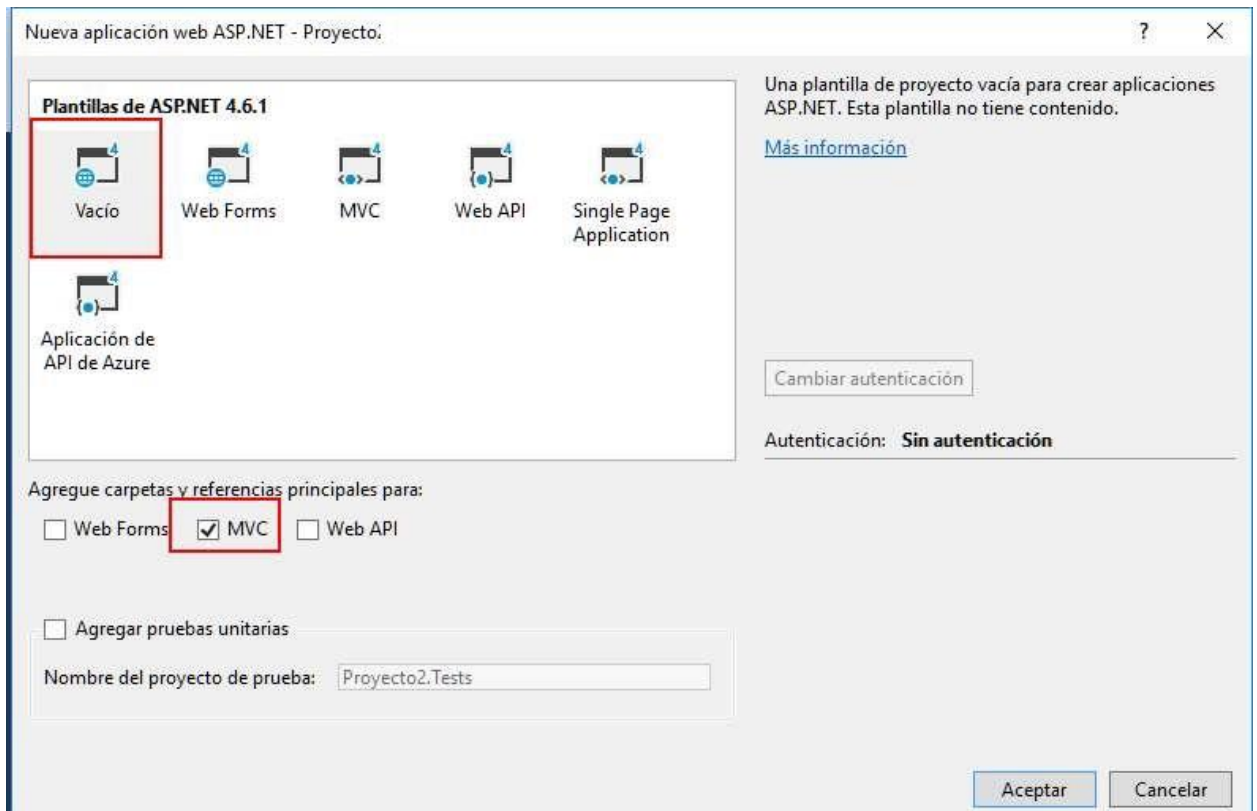 Nueva aplicación web ASP.NET - Proyecto2
? X
Plantillas de ASP.NET 4.6.1
Vacío
Web Forms
MVC
Web API
Single Page
Application
Aplicación de
API de Azure
Una plantilla de proyecto vacía para crear aplicaciones
ASP.NET. Esta plantilla no tiene contenido.
Más información
Cambiar autenticación
Autenticación: Sin autenticación
Agregue carpetas y referencias principales para:
Web Forms MVC Web API
Agregar pruebas unitarias
Nombre del proyecto de prueba: Proyecto2.Tests
Aceptar Cancelar